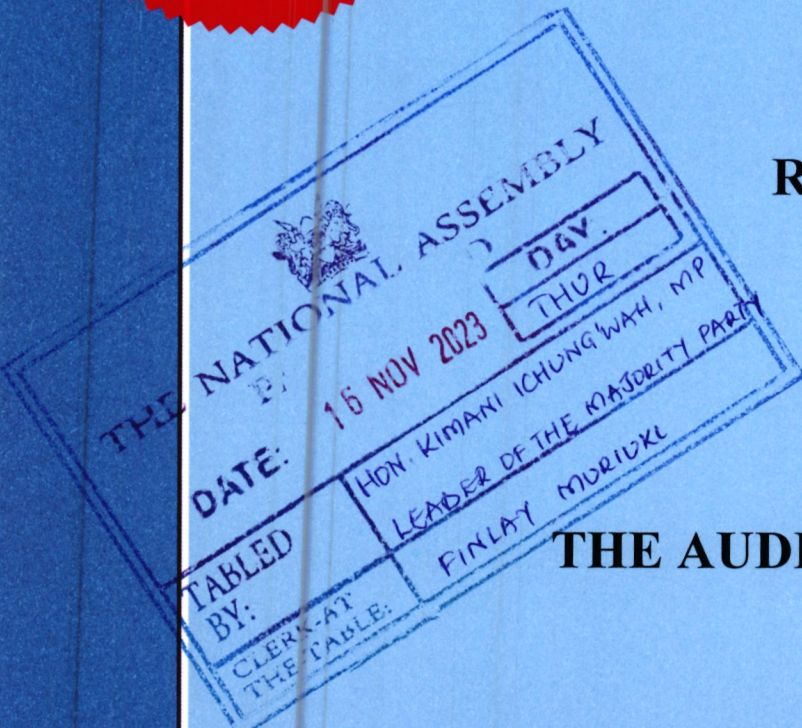 THE NATIONAL ASSEMBLY
DATE: 16 NOV 2023
DAY.
THUR
TABLED BY:
HON. KIMANI ICHUNG'WAH, MP
LEADER OF THE MAJORITY PARTY
CLERK-AT THE-TABLE:
FINLAY MURIUKI
R
THE AUDI